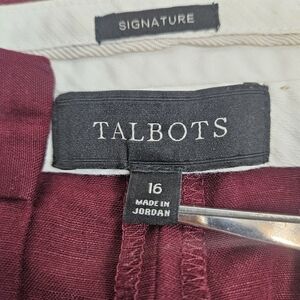 SIGNATURE
TALBOTS
16
MADE IN
JORDAN